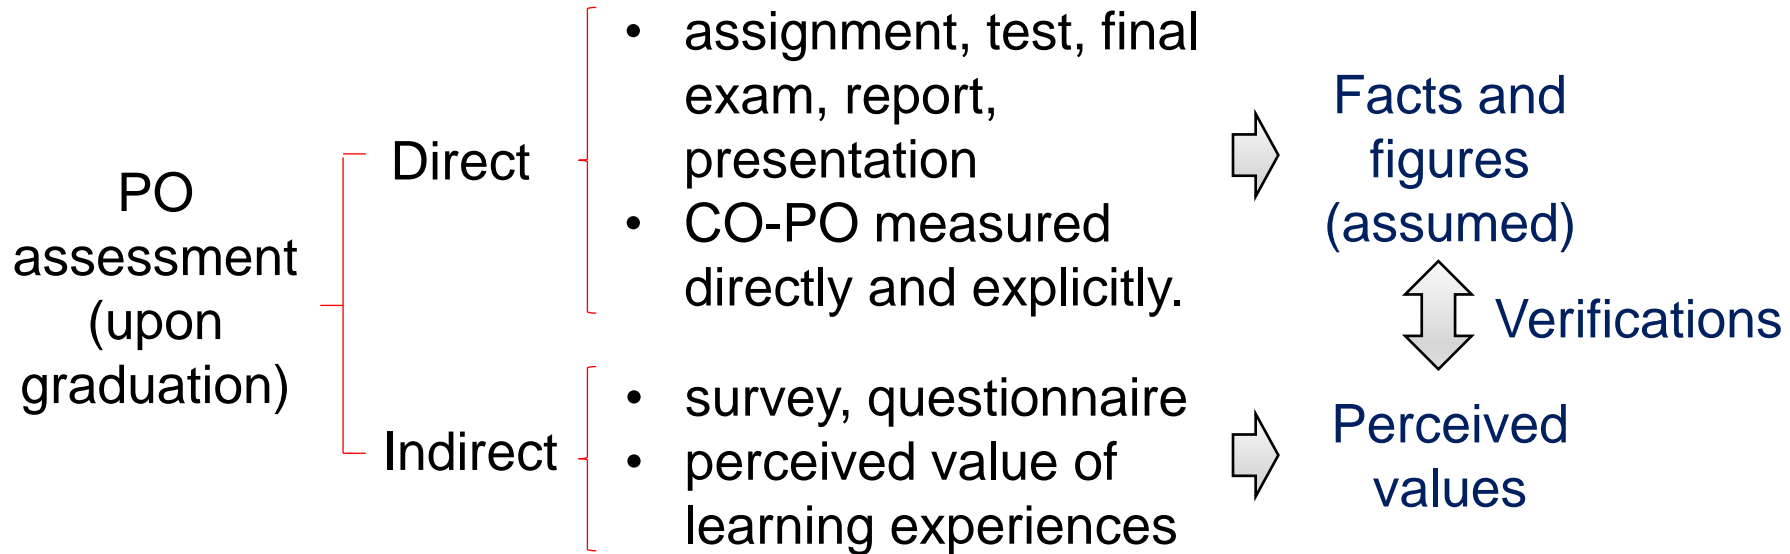 PO
assessment
(upon
graduation)
Direct
• assignment, test, final
exam, report,
presentation
• CO-PO measured
directly and explicitly.
Facts and
figures
(assumed)
Verifications
Indirect
• survey, questionnaire
• perceived value of
learning experiences
Perceived
values